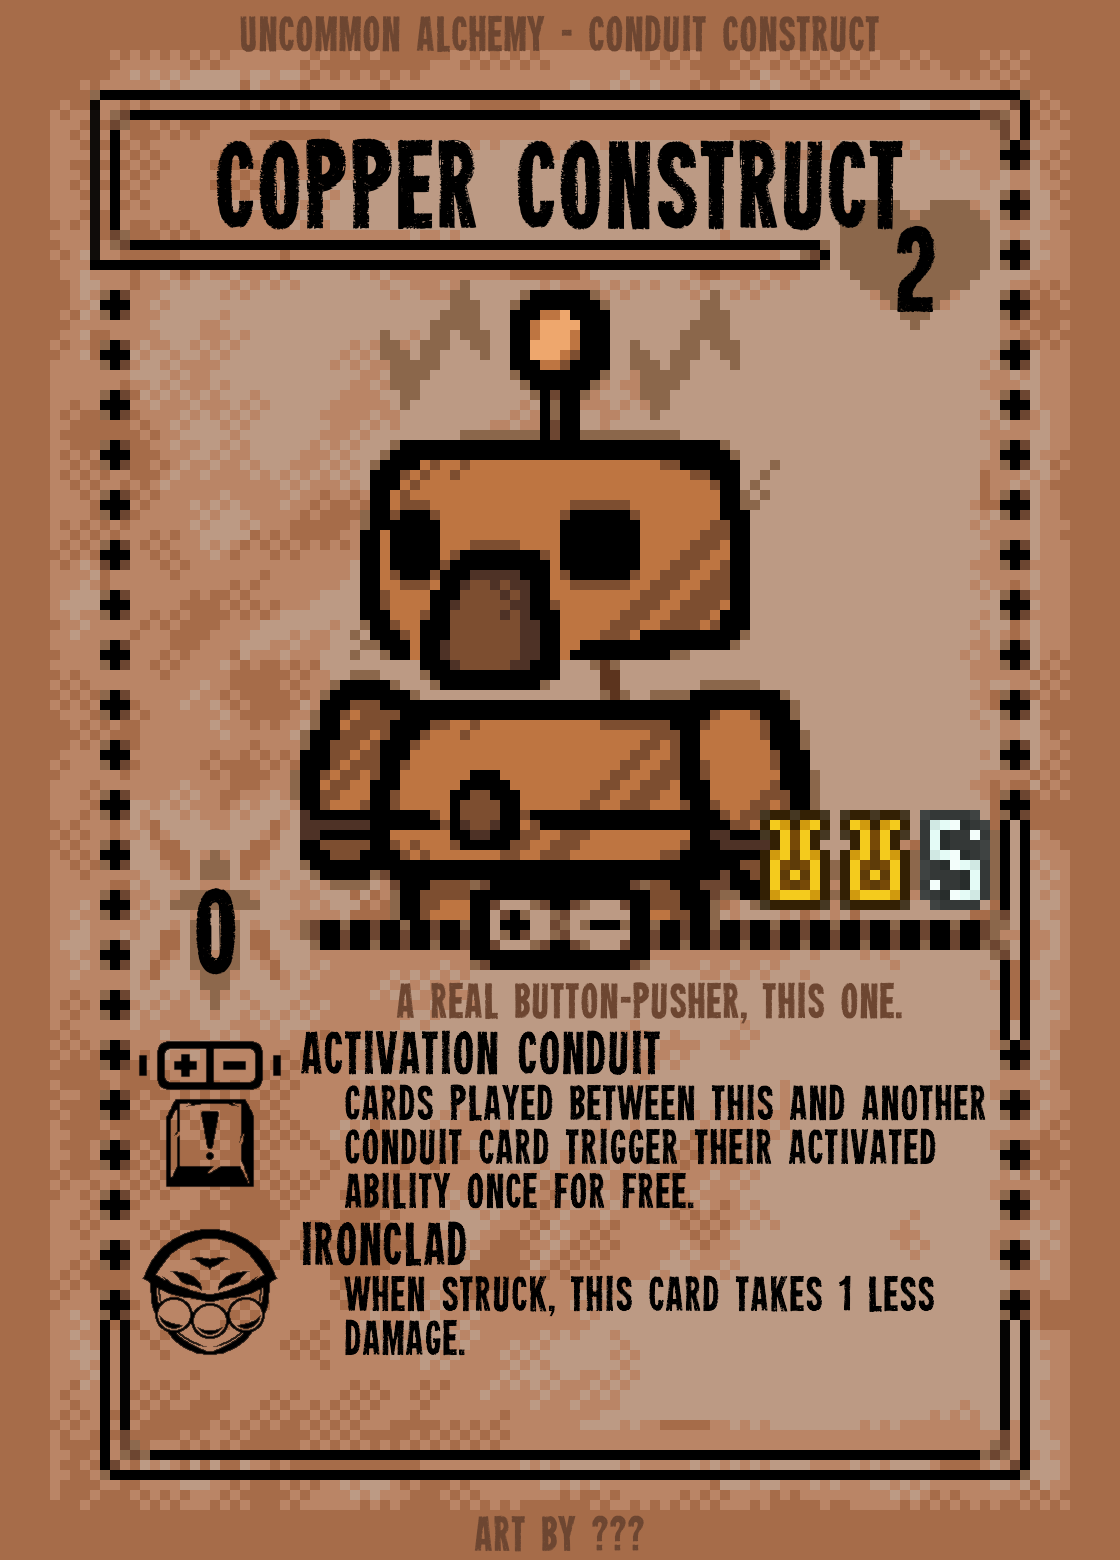 UNCOMMON ALCHEMY - CONDUIT CONSTRUCT
COPPER CONSTRUCT
2
S
0
A REAL BUTTON-PUSHER, THIS ONE.
ACTIVATION CONDUIT
CARDS PLAYED BETWEEN THIS AND ANOTHER
CONDUIT CARD TRIGGER THEIR ACTIVATED
ABILITY ONCE FOR FREE.
!
IRONCLAD
WHEN STRUCK, THIS CARD TAKES 1 LESS
DAMAGE.
ART BY ???